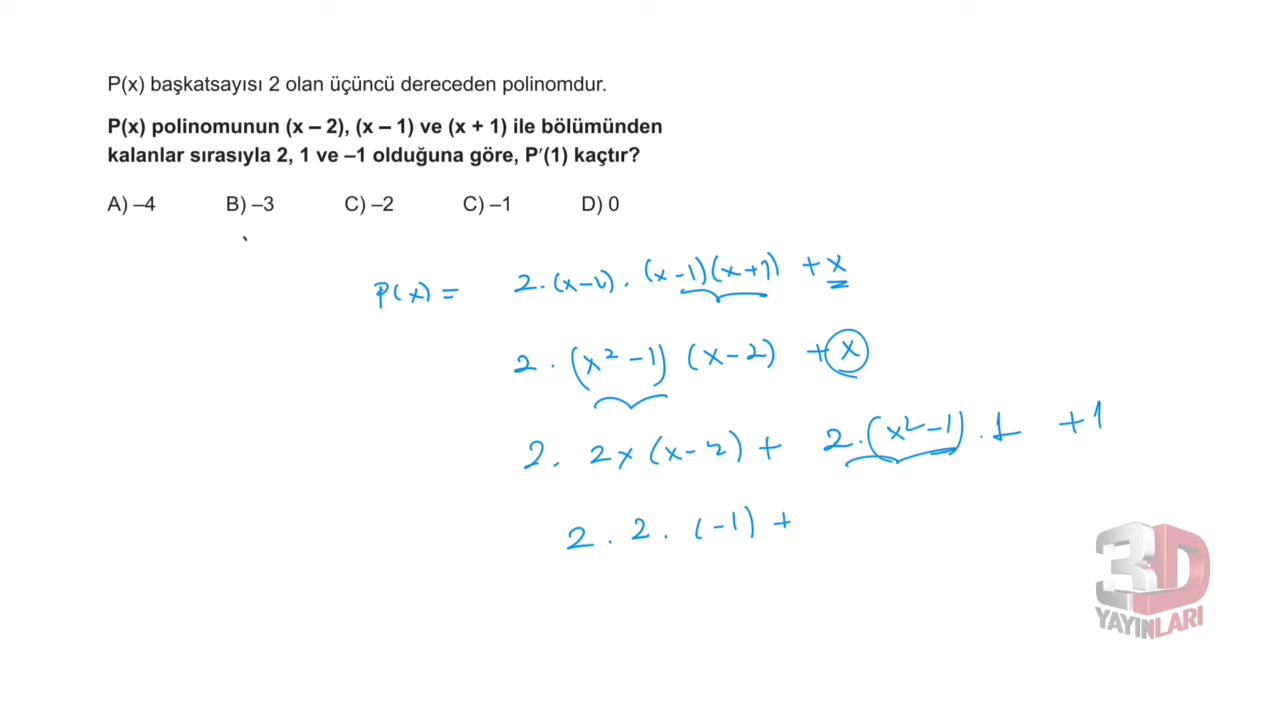 P(x) başkatsayısı 2 olan üçüncü dereceden polinomdur.
P(x) polinomunun (x – 2), (x – 1) ve (x + 1) ile bölümünden
kalanlar sırasıyla 2, 1 ve –1 olduğuna göre, P′(1) kaçtır?
A) –4 B) –3 C) –2 C) –1 D) 0
P(x) = 2.(x-2).(x-1)(x+1) +x
2.(x²-1)(x-2) +x
2. 2x(x-2)+ 2.(x²-1).1 +1
2.2.(-1)+
3D
YAYINLARI